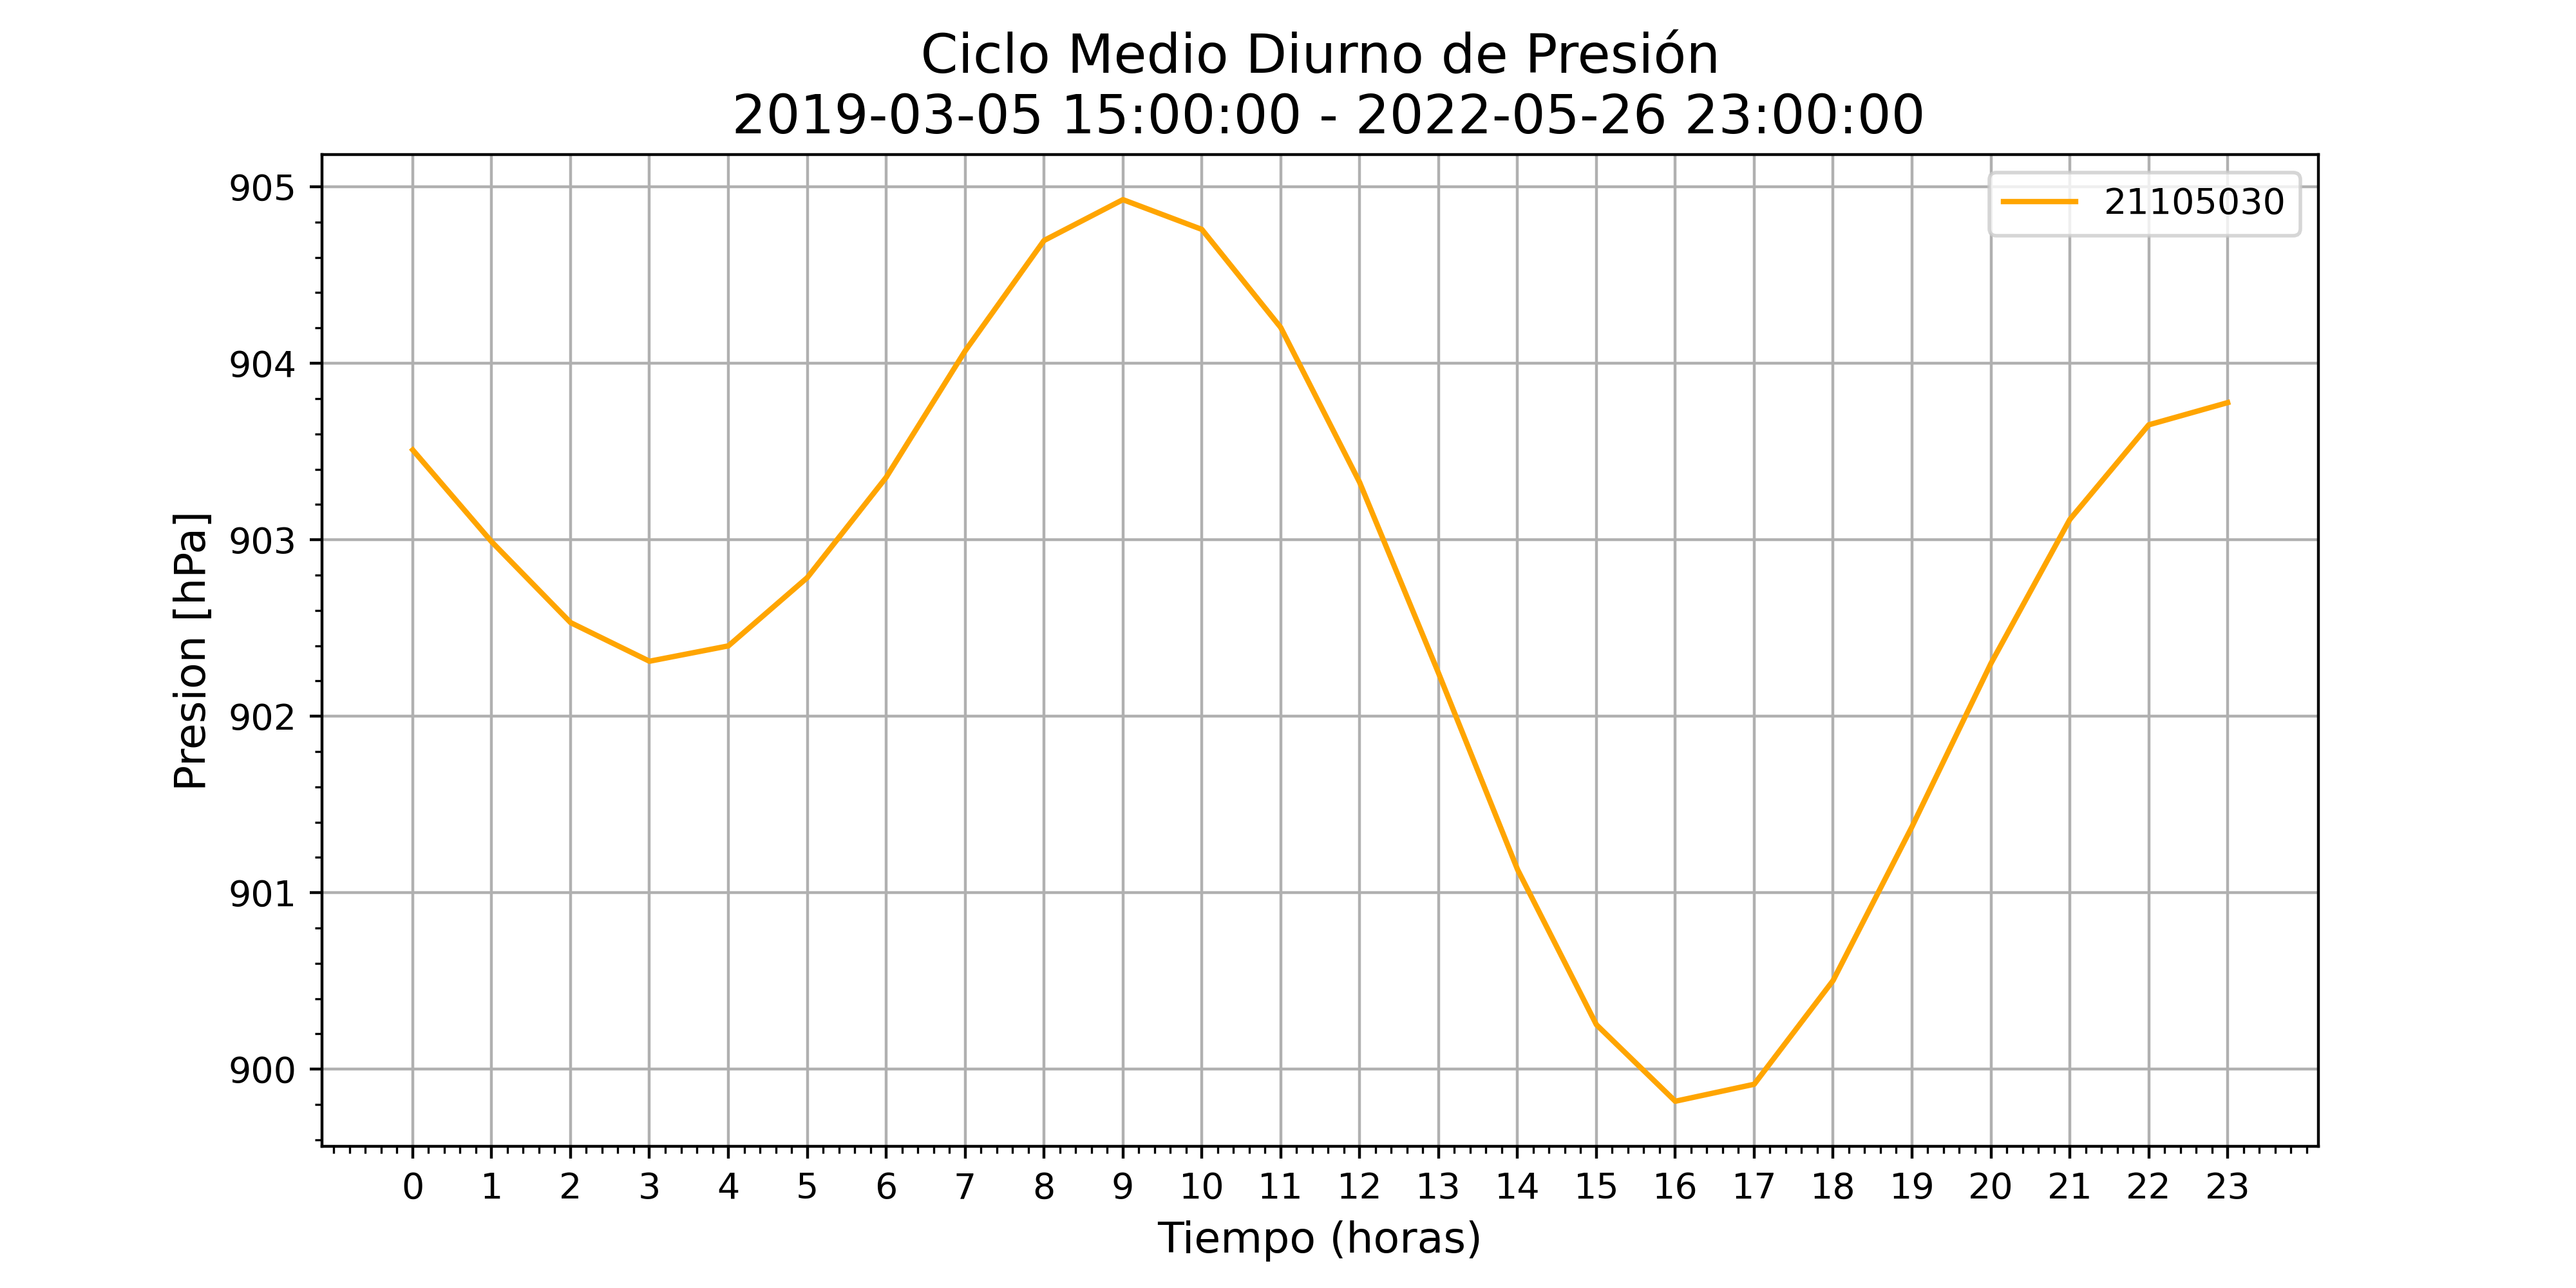 Ciclo Medio Diurno de Presión
2019-03-05 15:00:00 - 2022-05-26 23:00:00
21105030
Presion [hPa]
905
904
903
902
901
900
0 1 2 3 4 5 6 7 8 9 10 11 12 13 14 15 16 17 18 19 20 21 22 23
Tiempo (horas)